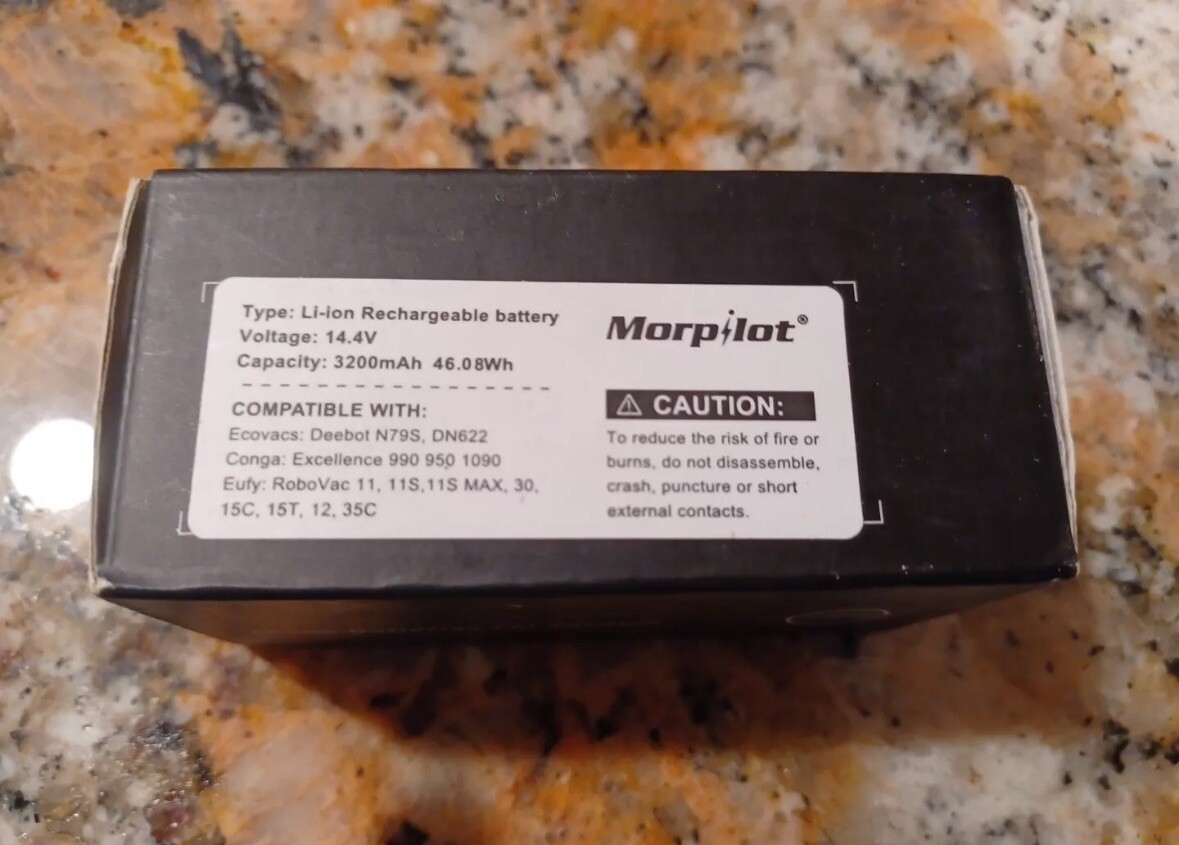 Type: Li-ion Rechargeable battery
Voltage: 14.4V
Capacity: 3200mAh 46.08Wh
COMPATIBLE WITH:
Ecovacs: Deebot N79S, DN622
Conga: Excellence 990 950 1090
Eufy: RoboVac 11, 11S,11S MAX, 30,
15C, 15T, 12, 35C
Morpilot®
CAUTION:
To reduce the risk of fire or
burns, do not disassemble,
crash, puncture or short
external contacts.